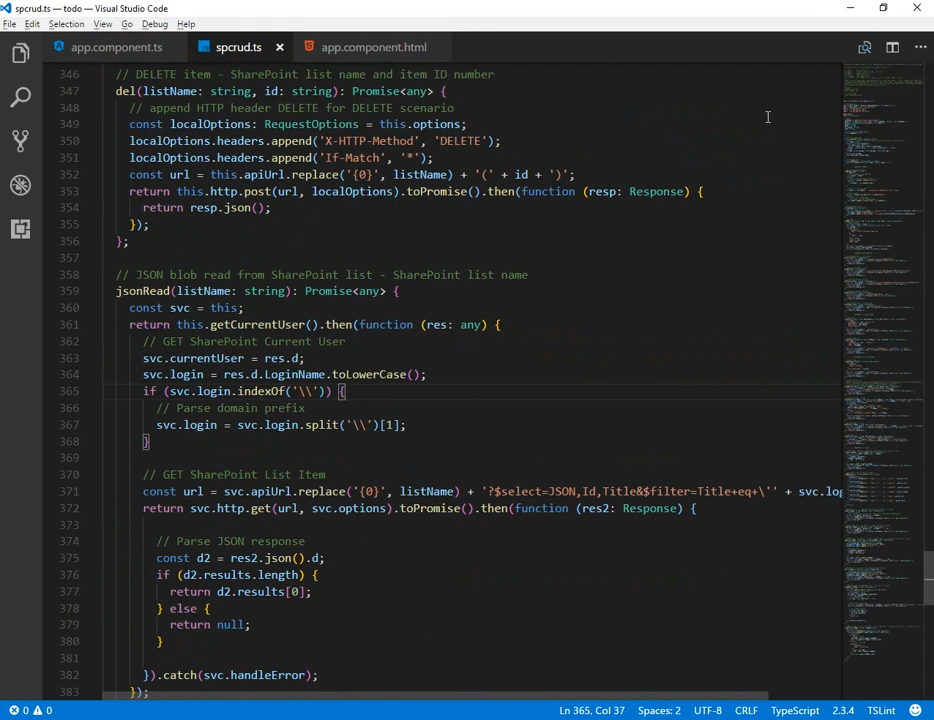 spcrud.ts — todo — Visual Studio Code
File Edit Selection View Go Debug Help
app.component.ts spcrud.ts × app.component.html
346 // DELETE item - SharePoint list name and item ID number
347 del(listName: string, id: string): Promise<any> {
348 // append HTTP header DELETE for DELETE scenario
349 const localOptions: RequestOptions = this.options;
350 localOptions.headers.append('X-HTTP-Method', 'DELETE');
351 localOptions.headers.append('If-Match', '*');
352 const url = this.apiUrl.replace('{0}', listName) + '(' + id + ')';
353 return this.http.post(url, localOptions).toPromise().then(function (resp: Response) {
354 return resp.json();
355 });
356 };
357
358 // JSON blob read from SharePoint list - SharePoint list name
359 jsonRead(listName: string): Promise<any> {
360 const svc = this;
361 return this.getCurrentUser().then(function (res: any) {
362 // GET SharePoint Current User
363 svc.currentUser = res.d;
364 svc.login = res.d.LoginName.toLowerCase();
365 if (svc.login.indexOf('\\')) {
366 // Parse domain prefix
367 svc.login = svc.login.split('\\')[1];
368 }
369
370 // GET SharePoint List Item
371 const url = svc.apiUrl.replace('{0}', listName) + '?$select=JSON,Id,Title&$filter=Title+eq+\'' + svc.log
372 return svc.http.get(url, svc.options).toPromise().then(function (res2: Response) {
373
374 // Parse JSON response
375 const d2 = res2.json().d;
376 if (d2.results.length) {
377 return d2.results[0];
378 } else {
379 return null;
380 }
381
382 }).catch(svc.handleError);
383 });
0 0 Ln 365, Col 37 Spaces: 2 UTF-8 CRLF TypeScript 2.3.4 TSLint